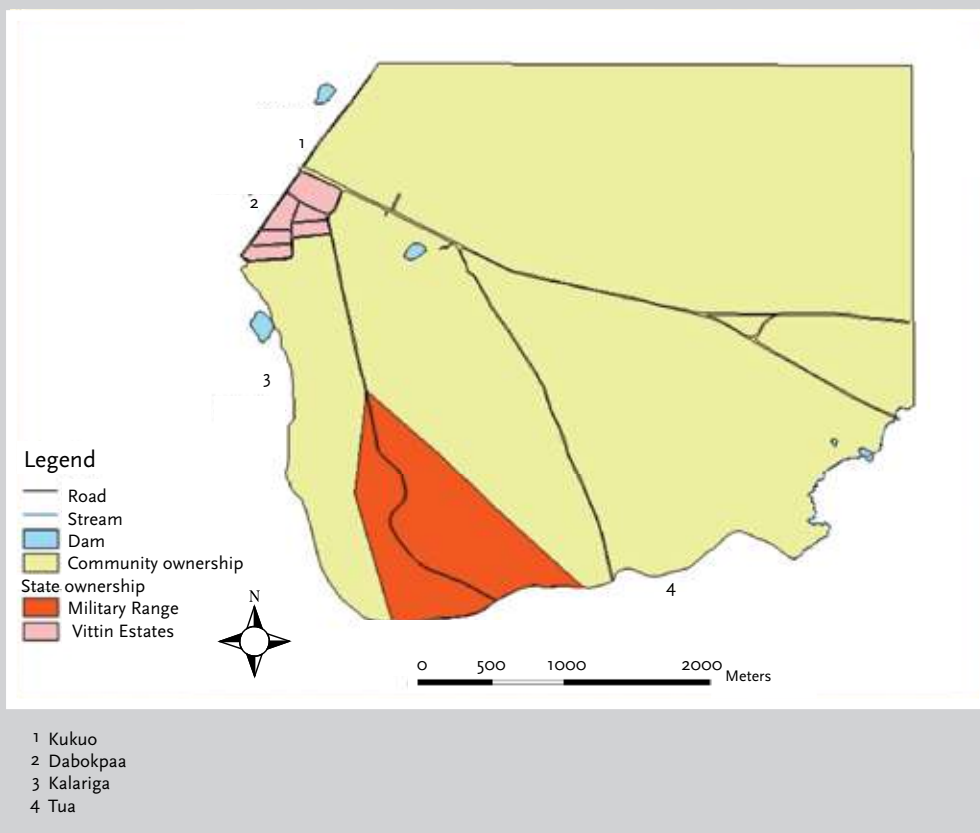 1
2
3
4
Legend
Road
Stream
Dam
Community ownership
State ownership
Military Range
Vittin Estates
N
0 500 1000 2000 Meters
1 Kukuo
2 Dabokpaa
3 Kalariga
4 Tua